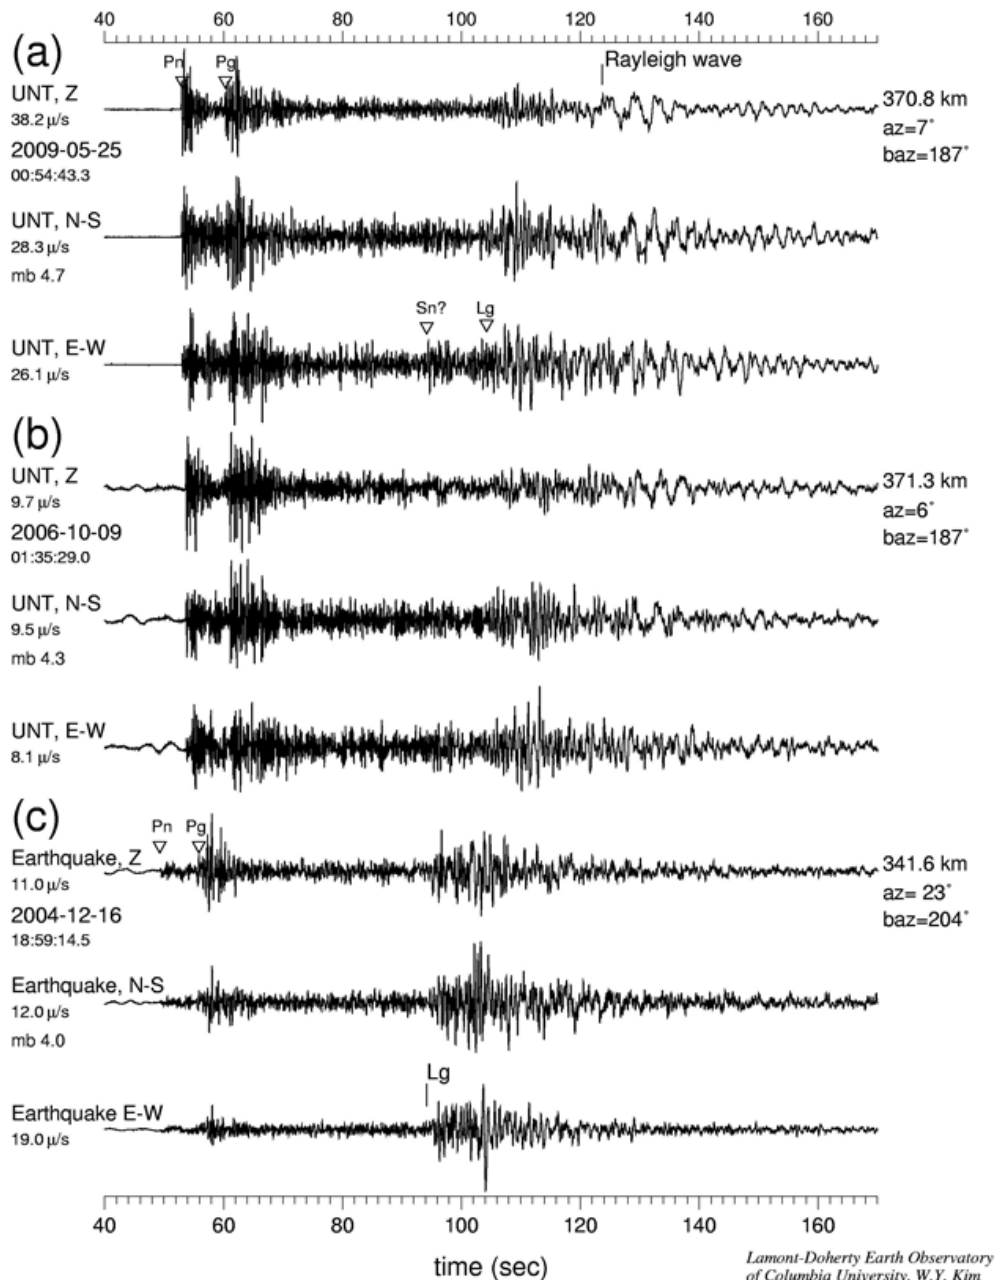 40 60 80 100 120 140 160
(a)
Pn Pg Rayleigh wave
UNT, Z
38.2 μ/s
2009-05-25
00:54:43.3
370.8 km
az=7°
baz=187°
UNT, N-S
28.3 μ/s
mb 4.7
Sn? Lg
UNT, E-W
26.1 μ/s
(b)
UNT, Z
9.7 μ/s
2006-10-09
01:35:29.0
371.3 km
az=6°
baz=187°
UNT, N-S
9.5 μ/s
mb 4.3
UNT, E-W
8.1 μ/s
(c)
Pn Pg
Earthquake, Z
11.0 μ/s
2004-12-16
18:59:14.5
341.6 km
az= 23°
baz=204°
Earthquake, N-S
12.0 μ/s
mb 4.0
Lg
Earthquake E-W
19.0 μ/s
40 60 80 100 120 140 160
time (sec)
Lamont-Doherty Earth Observatory
of Columbia University, W.Y. Kim